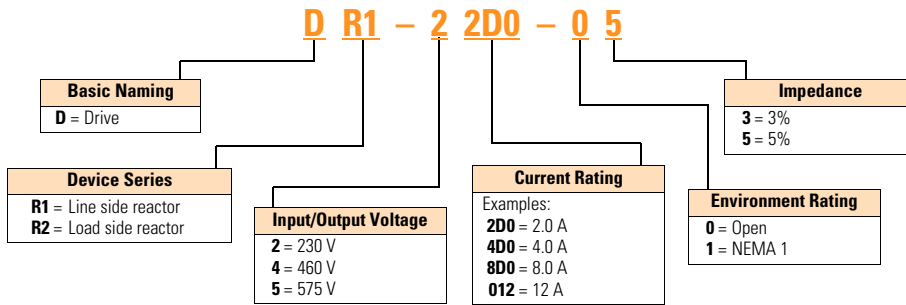 D R1 – 2 2D0 – 0 5
Basic Naming
D = Drive
Device Series
R1 = Line side reactor
R2 = Load side reactor
Input/Output Voltage
2 = 230 V
4 = 460 V
5 = 575 V
Current Rating
Examples:
2D0 = 2.0 A
4D0 = 4.0 A
8D0 = 8.0 A
012 = 12 A
Environment Rating
0 = Open
1 = NEMA 1
Impedance
3 = 3%
5 = 5%